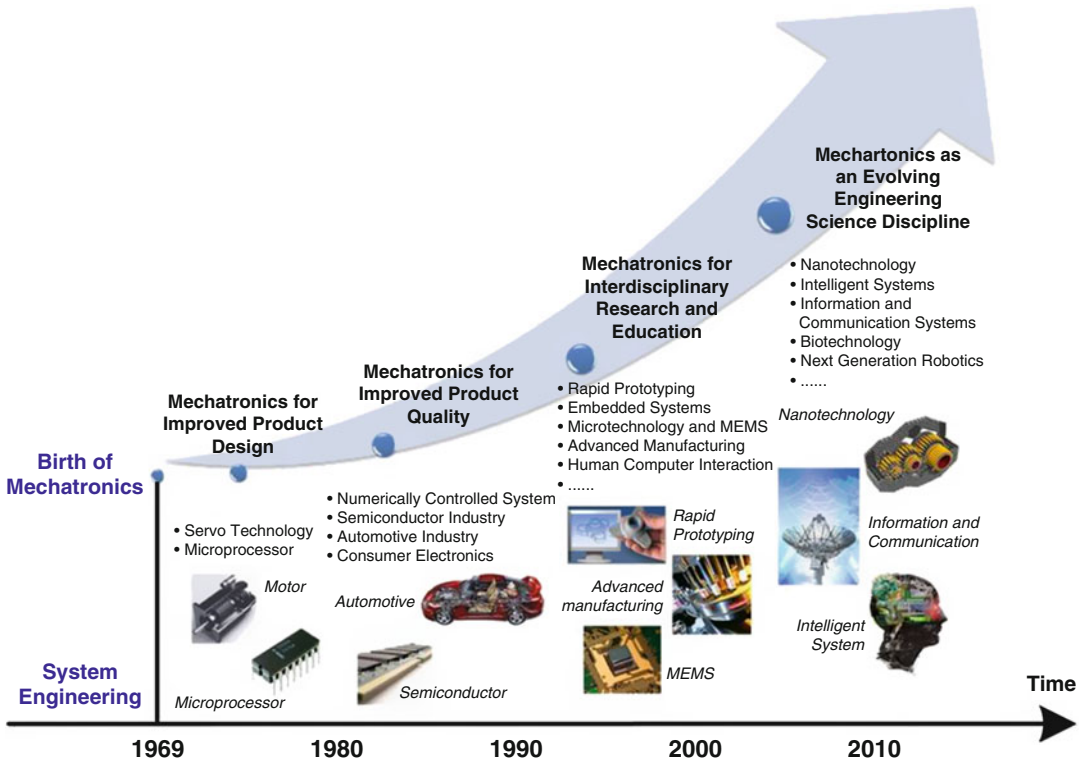 Mechartonics as
an Evolving
Engineering
Science Discipline
• Nanotechnology
• Intelligent Systems
• Information and
Communication Systems
• Biotechnology
• Next Generation Robotics
• ......
Nanotechnology
Information and
Communication
Intelligent
System
Mechatronics for
Interdisciplinary
Research and
Education
• Rapid Prototyping
• Embedded Systems
• Microtechnology and MEMS
• Advanced Manufacturing
• Human Computer Interaction
• ......
Rapid
Prototyping
Advanced
manufacturing
MEMS
Mechatronics for
Improved Product
Quality
• Numerically Controlled System
• Semiconductor Industry
• Automotive Industry
• Consumer Electronics
Automotive
Semiconductor
Mechatronics for
Improved Product
Design
• Servo Technology
• Microprocessor
Motor
Microprocessor
Birth of
Mechatronics
System
Engineering
Time
1969
1980
1990
2000
2010